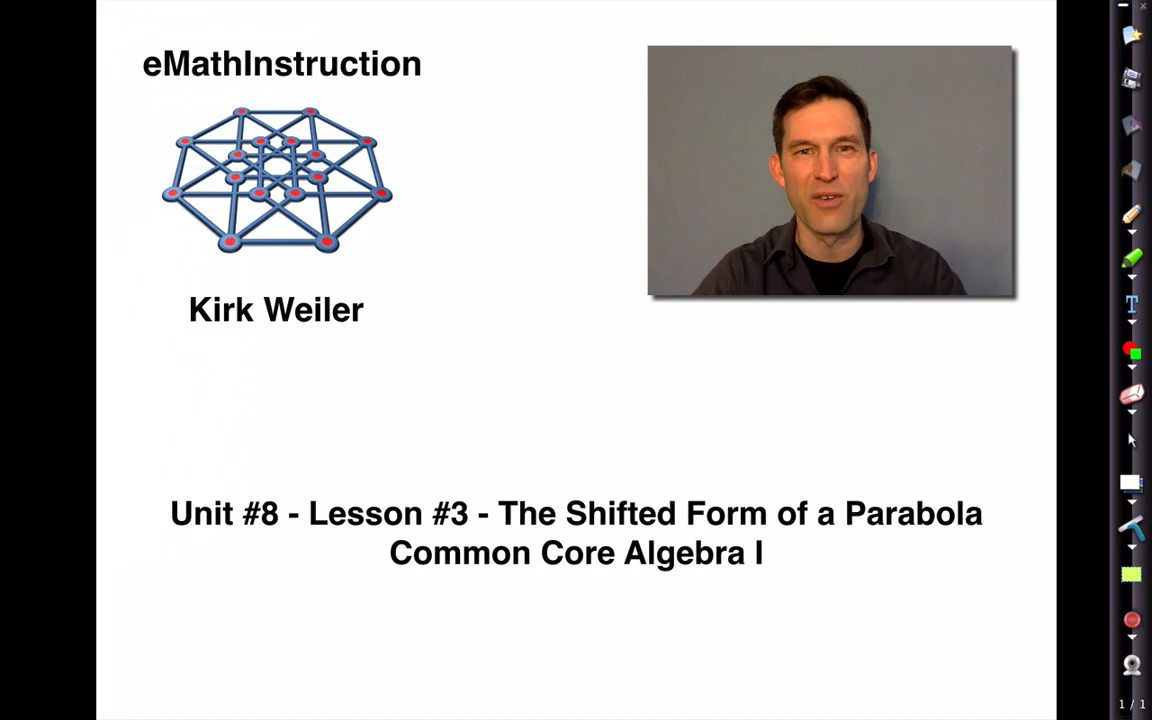 eMathInstruction
Kirk Weiler
Unit #8 - Lesson #3 - The Shifted Form of a Parabola
Common Core Algebra I
T
1 / 1